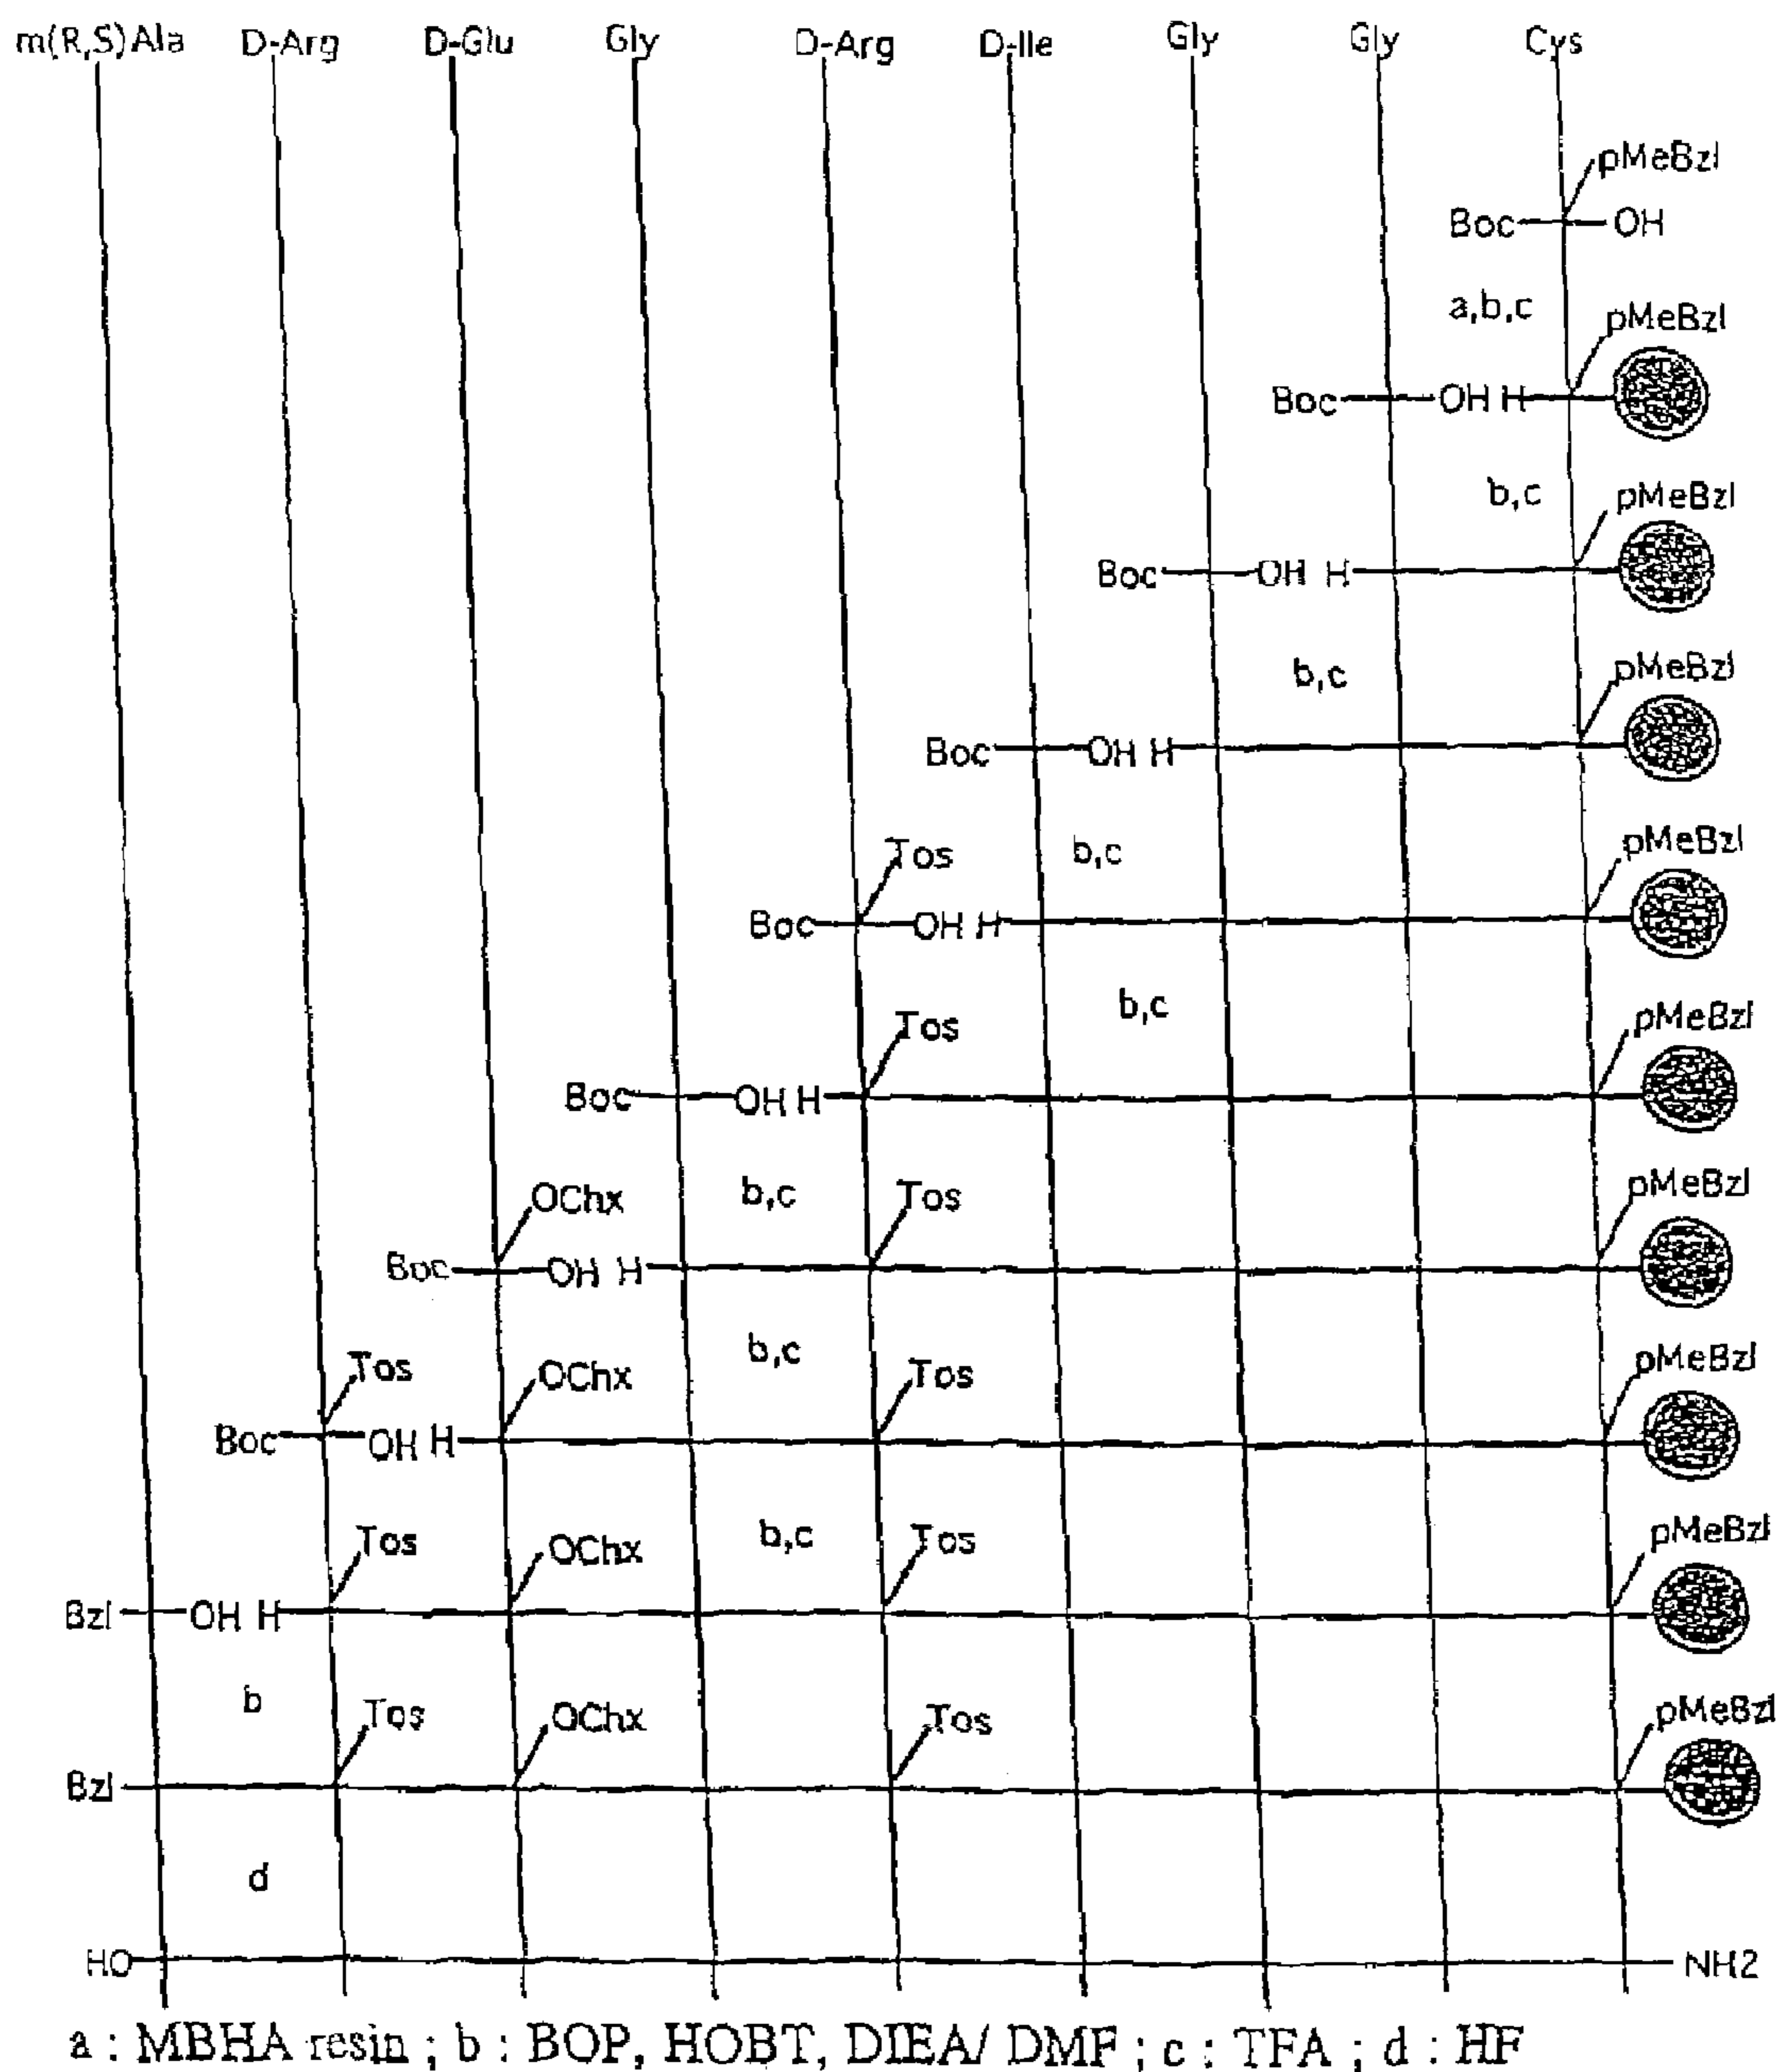 m(R,S)Ala D-Arg D-Glu Gly D-Arg D-Ile Gly Gly Cys
pMeBzl
Boc OH
a,b,c
pMeBzl
Boc OH H
b,c
pMeBzl
Boc OH H
b,c
pMeBzl
Boc OH H
Tos b,c pMeBzl
Boc OH H
b,c
Tos pMeBzl
Boc OH H
OChx b,c Tos pMeBzl
Boc OH H
b,c
Tos OChx Tos pMeBzl
Boc OH H
b,c
Tos OChx Tos pMeBzl
Bzl OH H
b
Tos OChx Tos pMeBzl
Bzl
d
HO NH2
a : MBHA resin ; b : BOP, HOBT, DIEA/ DMF ; c : TFA ; d : HF